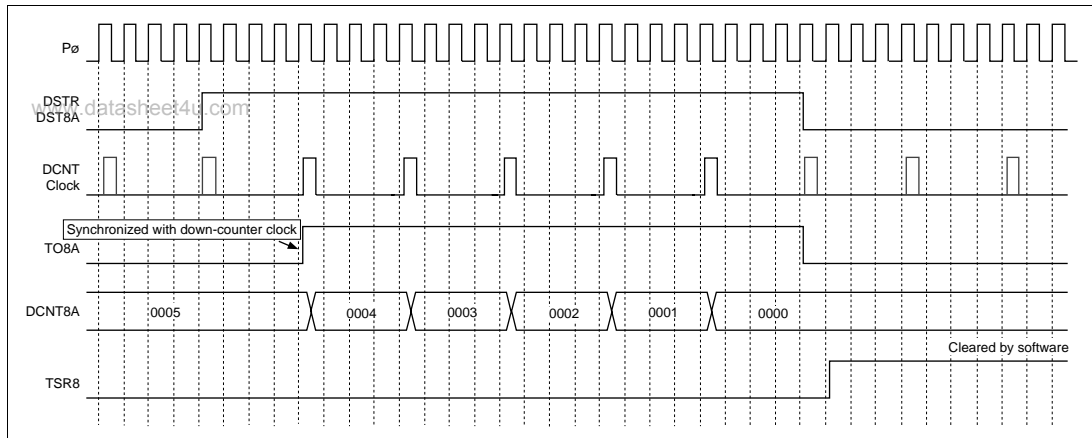 Pø
DSTR
DST8A
www.datasheet4u.com
DCNT
Clock
Synchronized with down-counter clock
TO8A
DCNT8A
0005
0004
0003
0002
0001
0000
Cleared by software
TSR8